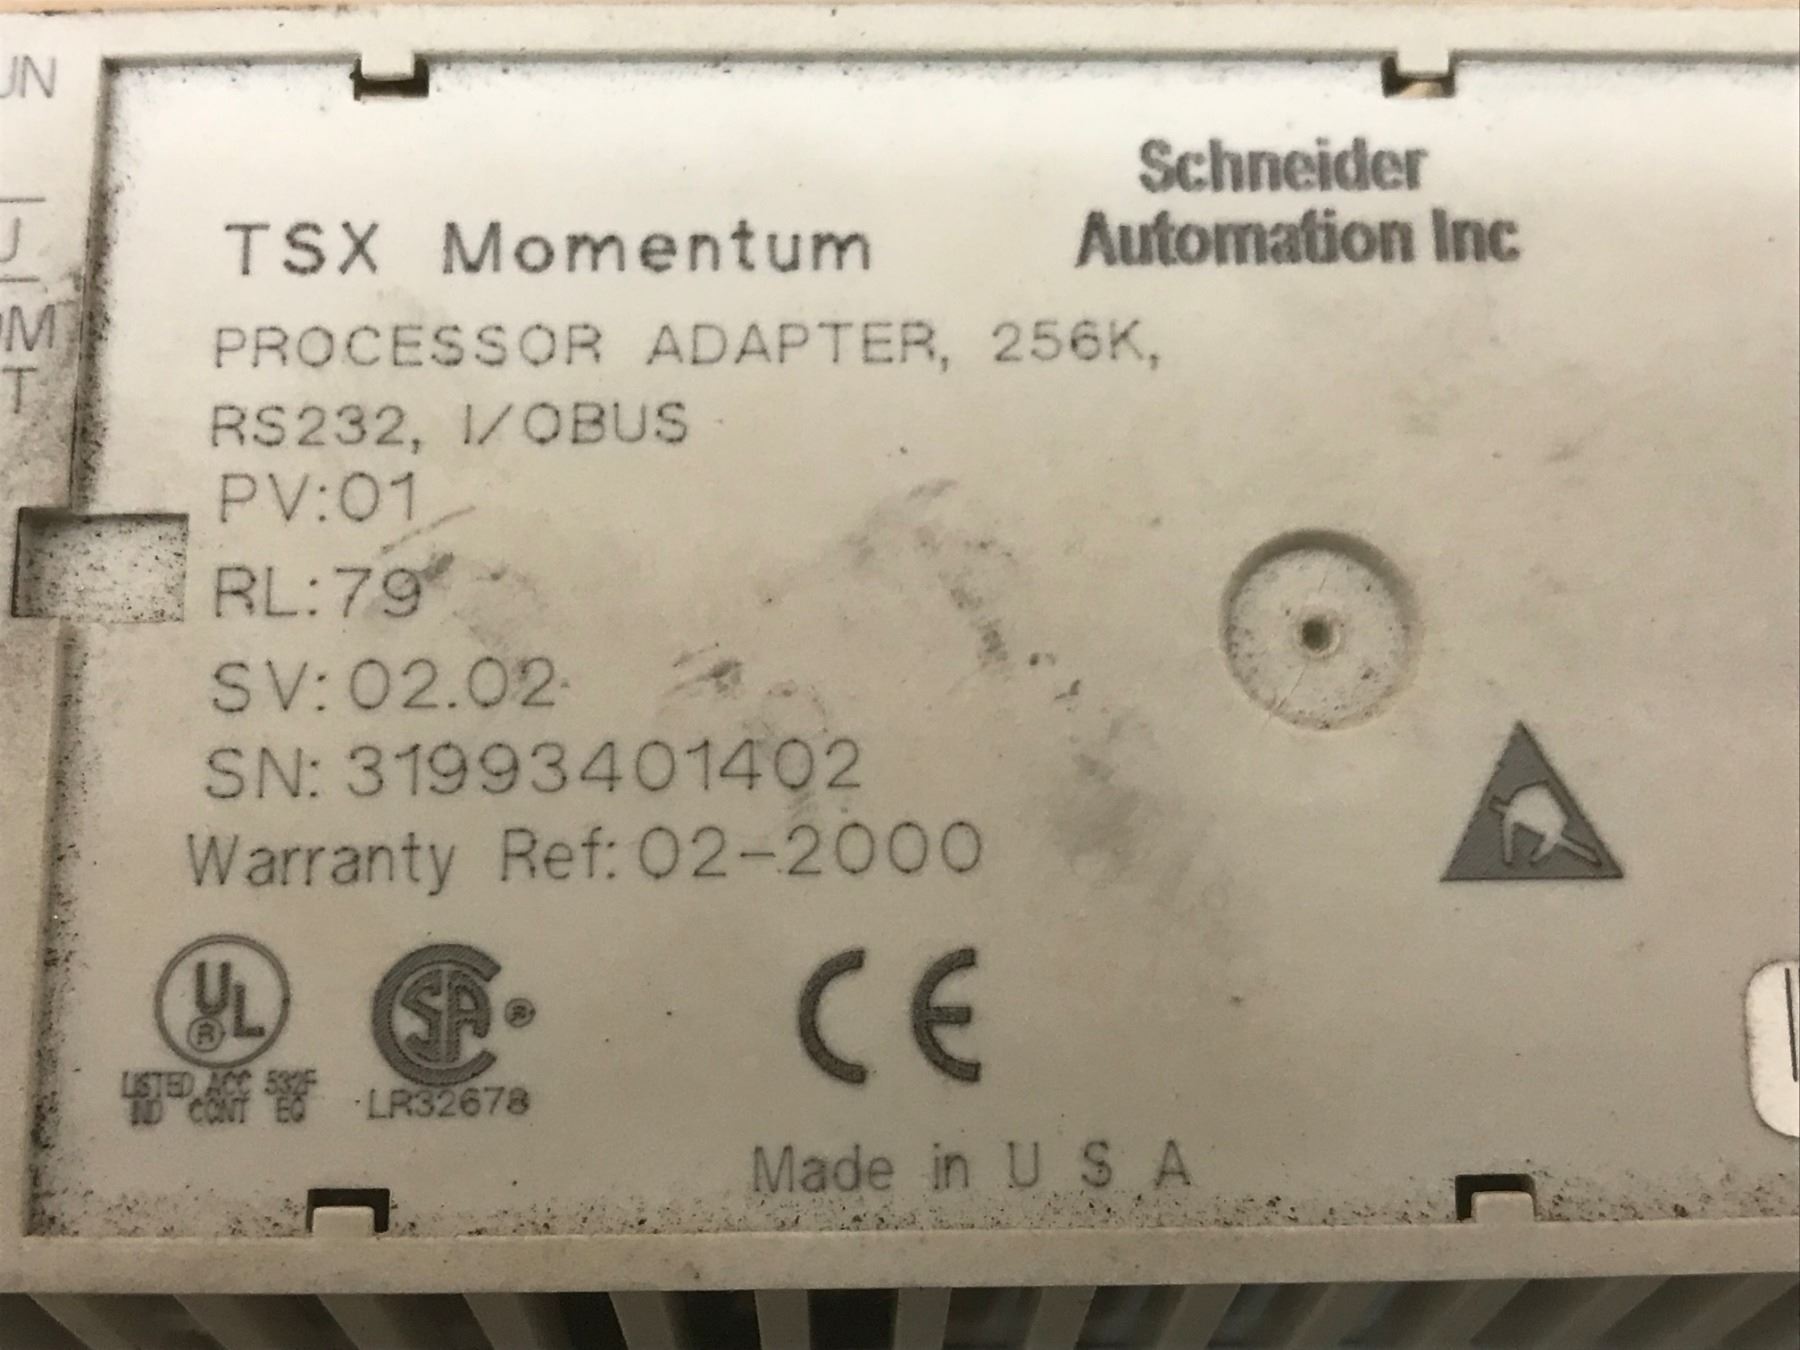 Schneider
Automation Inc
TSX Momentum
PROCESSOR ADAPTER, 256K,
RS232, I/OBUS
PV:01
RL:79
SV:02.02
SN:31993401402
Warranty Ref:02-2000
UL ®
LISTED ACC 532F
IND CONT EQ
SA ®
LR32678
CE
Made in U S A